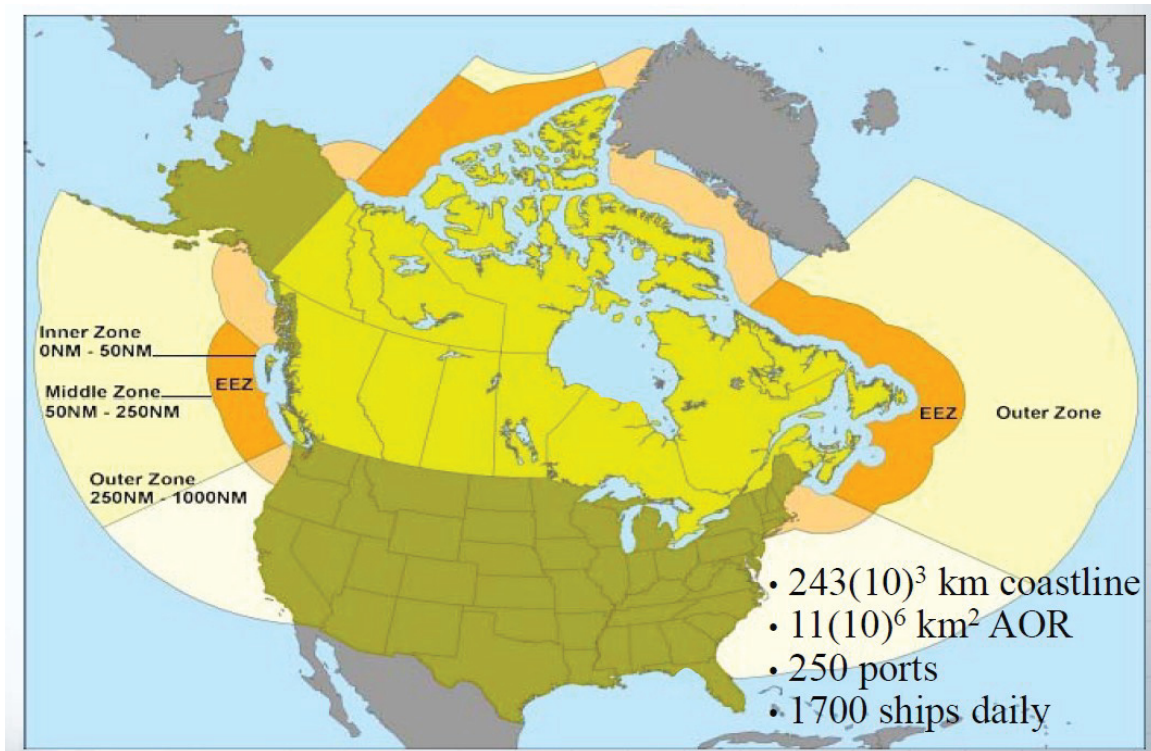 Inner Zone
0NM - 50NM
Middle Zone
50NM - 250NM
EEZ
Outer Zone
250NM - 1000NM
EEZ
Outer Zone
• 243(10)³ km coastline
• 11(10)⁶ km² AOR
• 250 ports
• 1700 ships daily